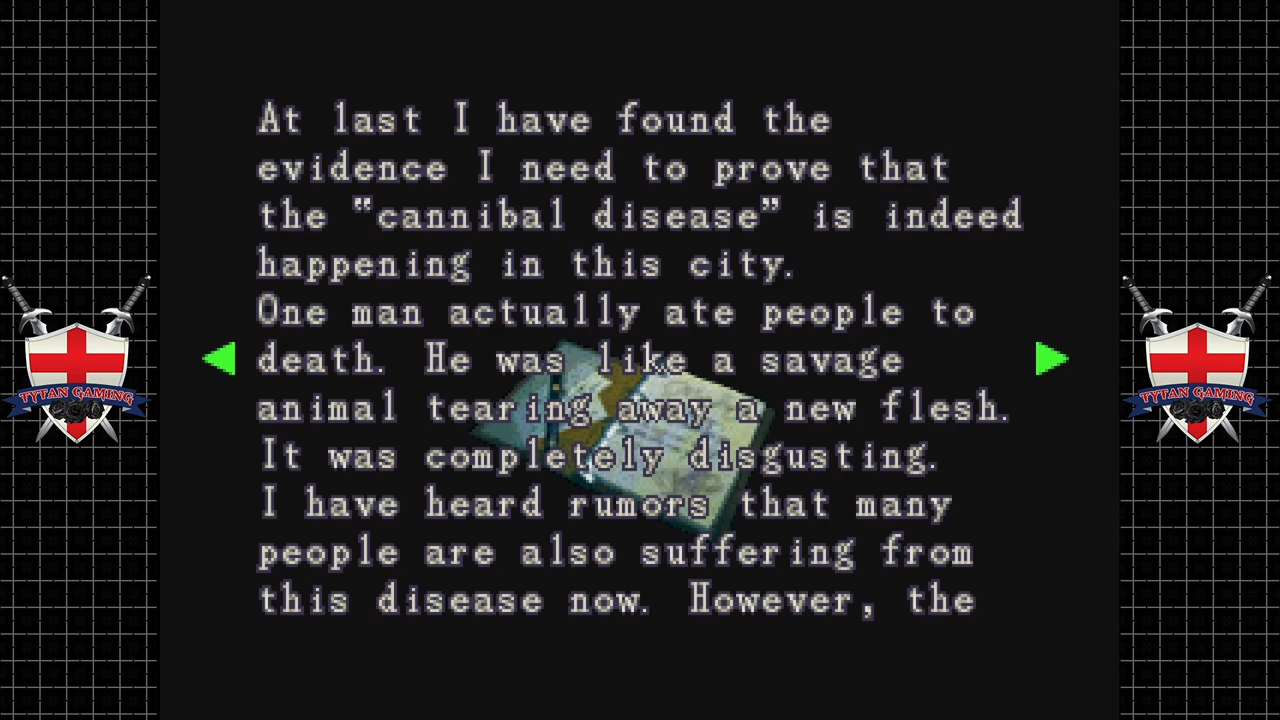 At last I have found the
evidence I need to prove that
the "cannibal disease" is indeed
happening in this city.
One man actually ate people to
death. He was like a savage
animal tearing away a new flesh.
It was completely disgusting.
I have heard rumors that many
people are also suffering from
this disease now. However, the
TYTAN GAMING
TYTAN GAMING